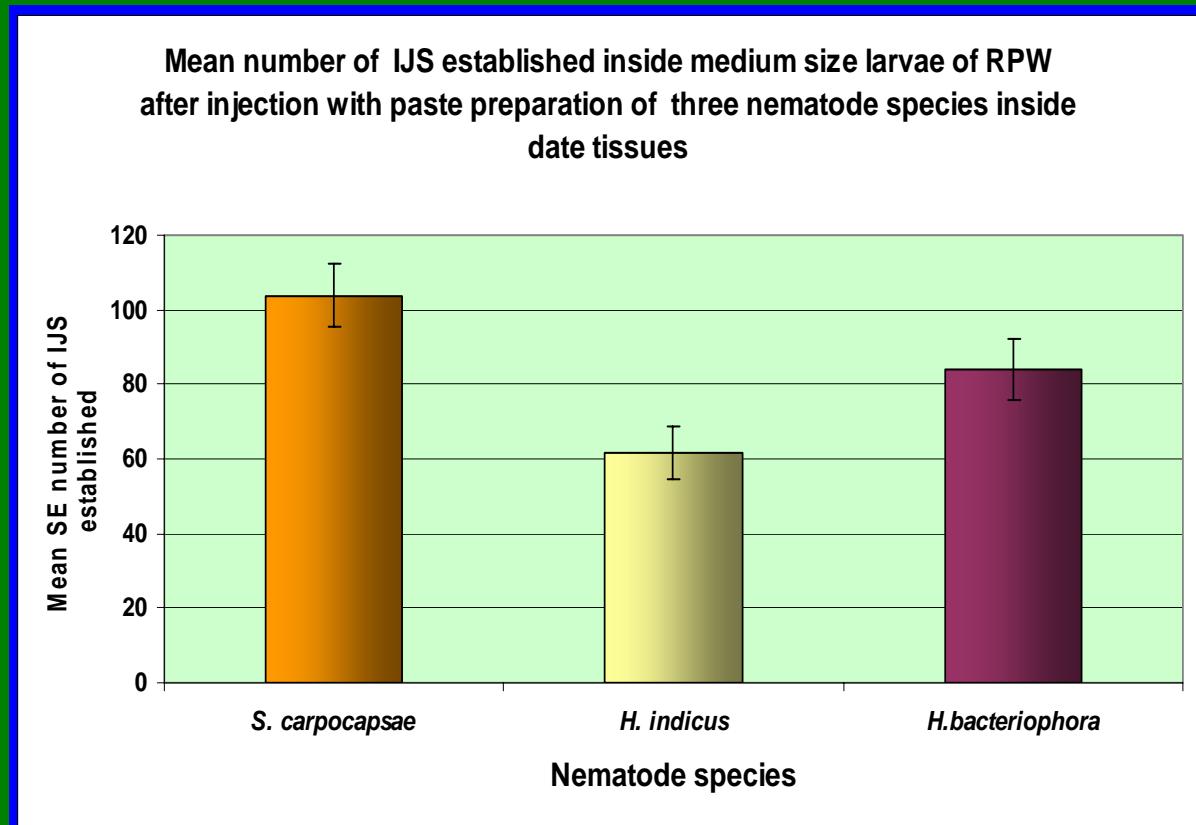 Mean number of IJS established inside medium size larvae of RPW
after injection with paste preparation of three nematode species inside
date tissues
Mean SE number of IJS
established
120
100
80
60
40
20
0
S. carpocapsae
H. indicus
H.bacteriophora
Nematode species